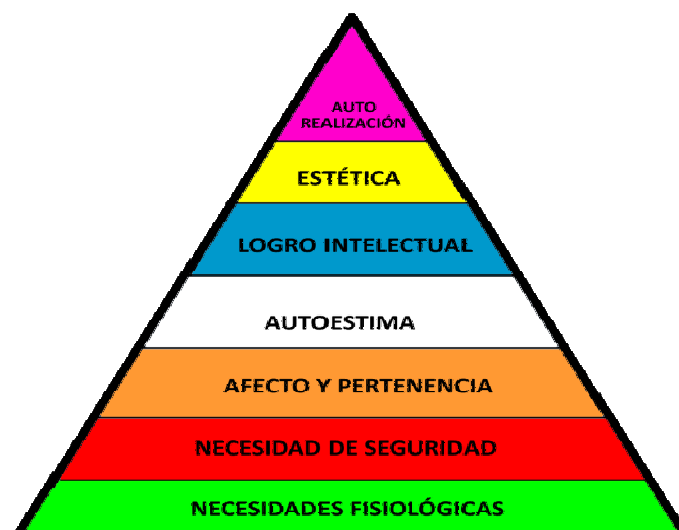 AUTO
REALIZACIÓN
ESTÉTICA
LOGRO INTELECTUAL
AUTOESTIMA
AFECTO Y PERTENENCIA
NECESIDAD DE SEGURIDAD
NECESIDADES FISIOLÓGICAS